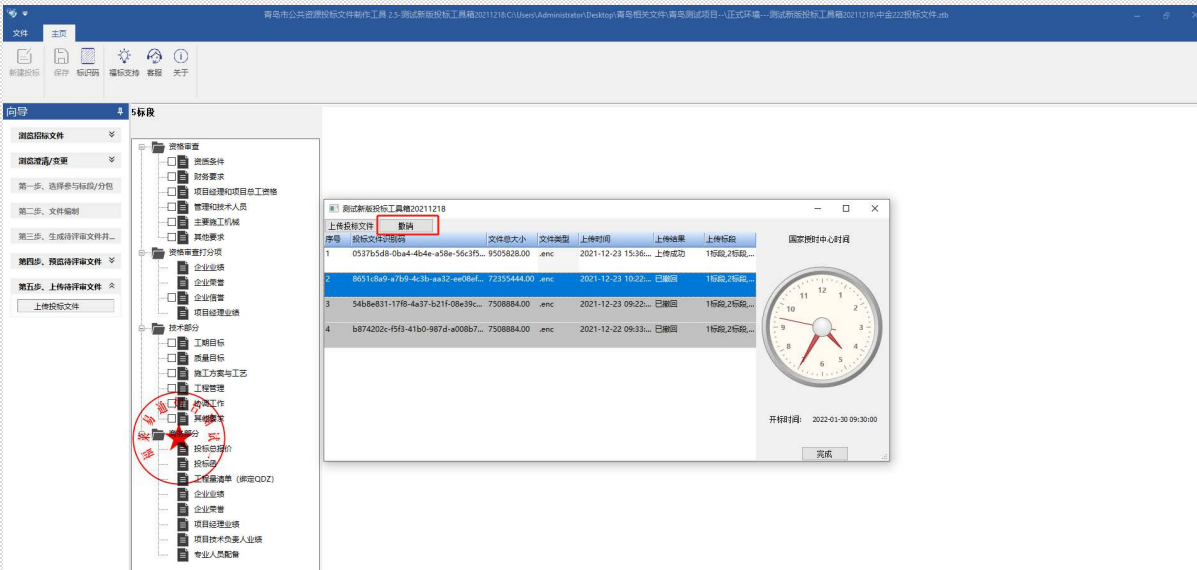 青岛市公共资源投标文件制作工具 2.5-测试新版投标工具箱20211218:C:\Users\Administrator\Desktop\青岛相关文件\青岛测试项目--\正式环境---测试新版投标工具箱20211218\中金222投标文件.ztb
文件 主页
新建投标 保存 标识码 福标支持 客服 关于
向导
浏览招标文件
浏览澄清/变更
第一步、选择参与标段/分包
第二步、文件编制
第三步、生成待评审文件并...
第四步、预览待评审文件
第五步、上传待评审文件
上传投标文件
5标段
资格审查
资质条件
财务要求
项目经理和项目总工资格
管理和技术人员
主要施工机械
其他要求
资格审查打分项
企业业绩
企业荣誉
企业信誉
项目经理业绩
技术部分
工期目标
质量目标
施工方案与工艺
工程管理
协调工作
其他要求
投标总报价
投标函
工程量清单（绑定QDZ）
企业业绩
企业荣誉
项目经理业绩
项目技术负责人业绩
专业人员配备
测试新版投标工具箱20211218
上传投标文件 撤销
序号 投标文件识别码 文件总大小 文件类型 上传时间 上传结果 上传标段
1 0537b5d8-0ba4-4b4e-a58e-56c3f5... 9505828.00 .enc 2021-12-23 15:36:... 上传成功 1标段,2标段,...
2 8651c8a9-a7b9-4c3b-aa32-ee08ef... 72355444.00 .enc 2021-12-23 10:22:... 已撤回 1标段,2标段,...
3 54b8e831-17f8-4a37-b21f-08e39c... 7508884.00 .enc 2021-12-23 09:22:... 已撤回 1标段,2标段,...
4 b874202c-f5f3-41b0-987d-a008b7... 7508884.00 .enc 2021-12-22 09:33:... 已撤回 1标段,2标段,...
国家授时中心时间
12
1
3
4
5
6
8
9
10
11
开标时间: 2022-01-30 09:30:00
完成